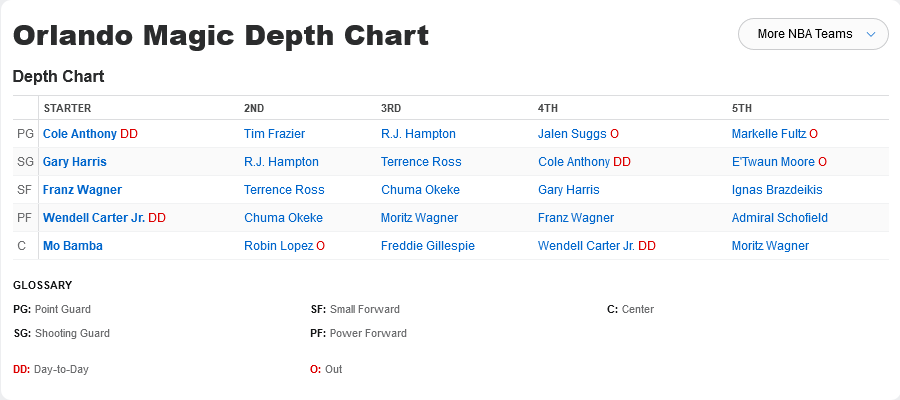 Orlando Magic Depth Chart
More NBA Teams
Depth Chart
STARTER 2ND 3RD 4TH 5TH
PG Cole Anthony DD Tim Frazier R.J. Hampton Jalen Suggs O Markelle Fultz O
SG Gary Harris R.J. Hampton Terrence Ross Cole Anthony DD E'Twaun Moore O
SF Franz Wagner Terrence Ross Chuma Okeke Gary Harris Ignas Brazdeikis
PF Wendell Carter Jr. DD Chuma Okeke Moritz Wagner Franz Wagner Admiral Schofield
C Mo Bamba Robin Lopez O Freddie Gillespie Wendell Carter Jr. DD Moritz Wagner
GLOSSARY
PG: Point Guard SF: Small Forward C: Center
SG: Shooting Guard PF: Power Forward
DD: Day-to-Day O: Out